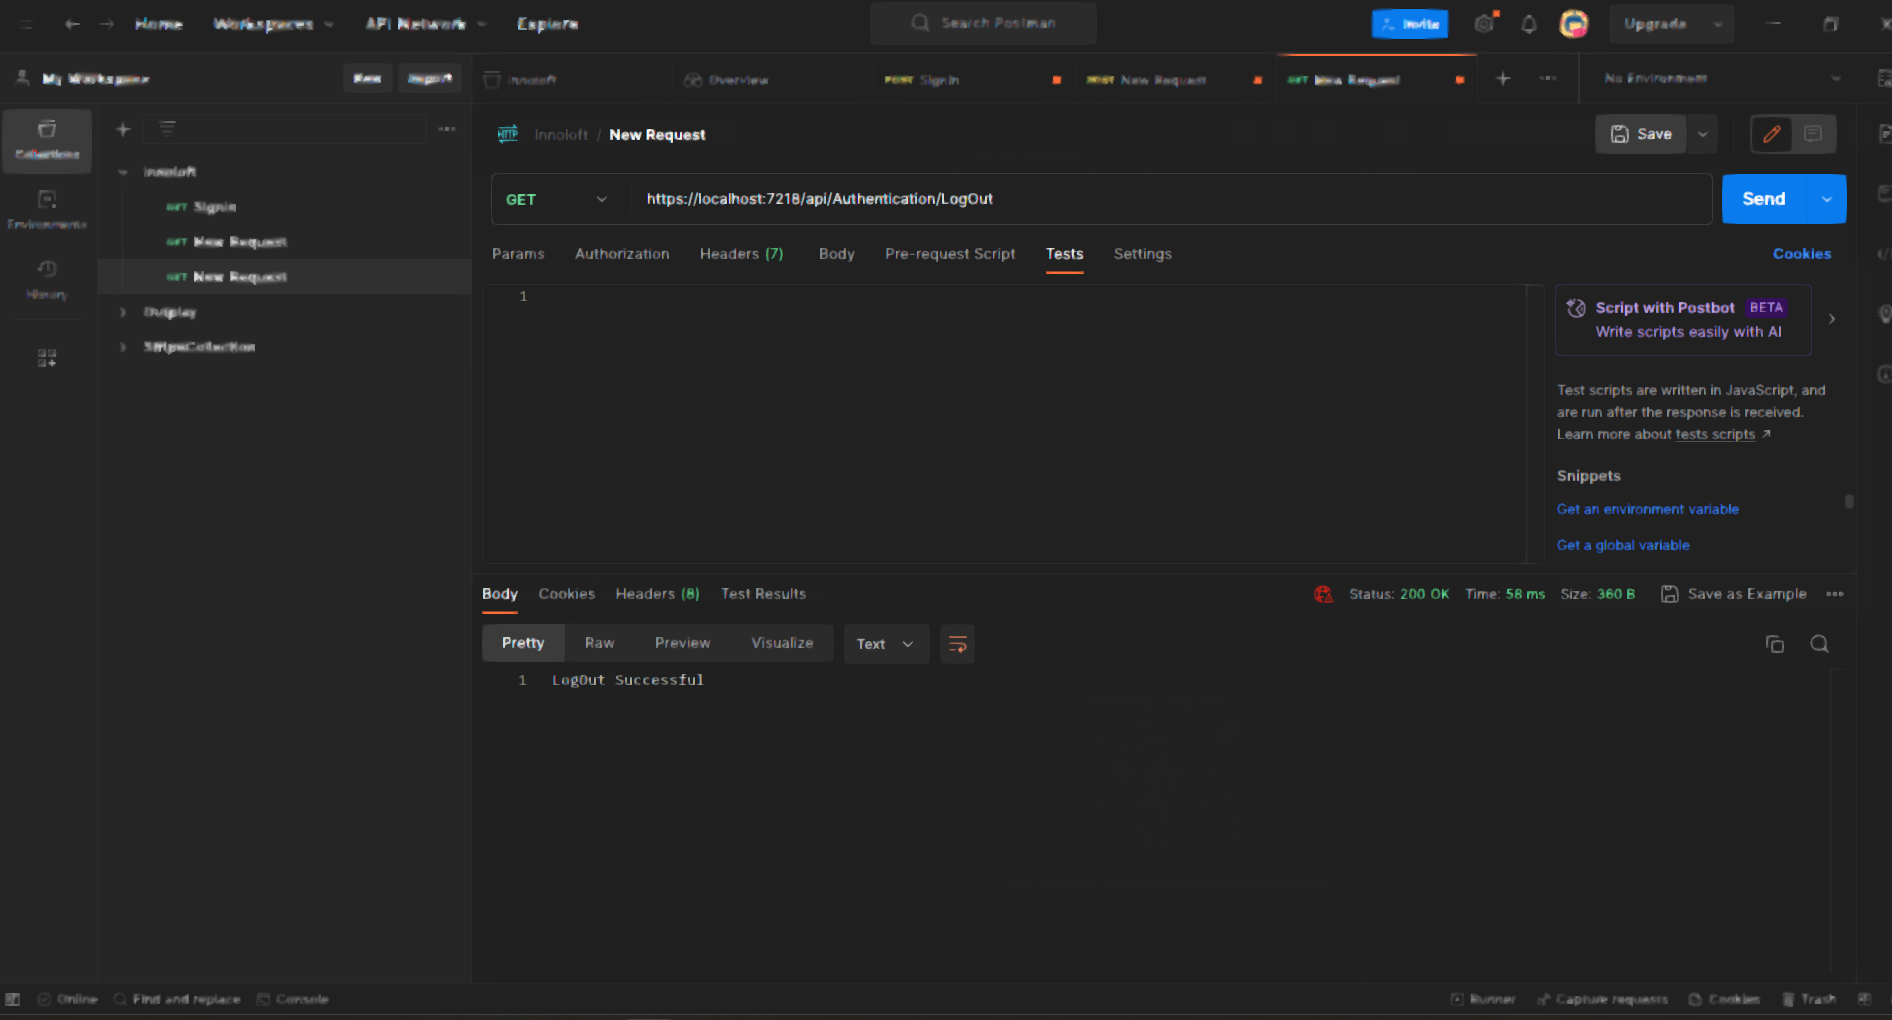 Home Workspaces API Network Explore Search Postman Invite Upgrade
My Workspace New Import Innoloft Overview POST SignIn POST New Request GET New Request No Environment
Collections
Environments
History
Innoloft
GET SignIn
GET New Request
GET New Request
StripeCollection
HTTP Innoloft / New Request Save
GET https://localhost:7218/api/Authentication/LogOut Send
Params Authorization Headers (7) Body Pre-request Script Tests Settings Cookies
1
Script with Postbot BETA
Write scripts easily with AI
Test scripts are written in JavaScript, and
are run after the response is received.
Learn more about tests scripts ↗
Snippets
Get an environment variable
Get a global variable
Body Cookies Headers (8) Test Results Status: 200 OK Time: 58 ms Size: 360 B Save as Example
Pretty Raw Preview Visualize Text
1 LogOut Successful
Online Find and replace Console Runner Capture requests Cookies Trash